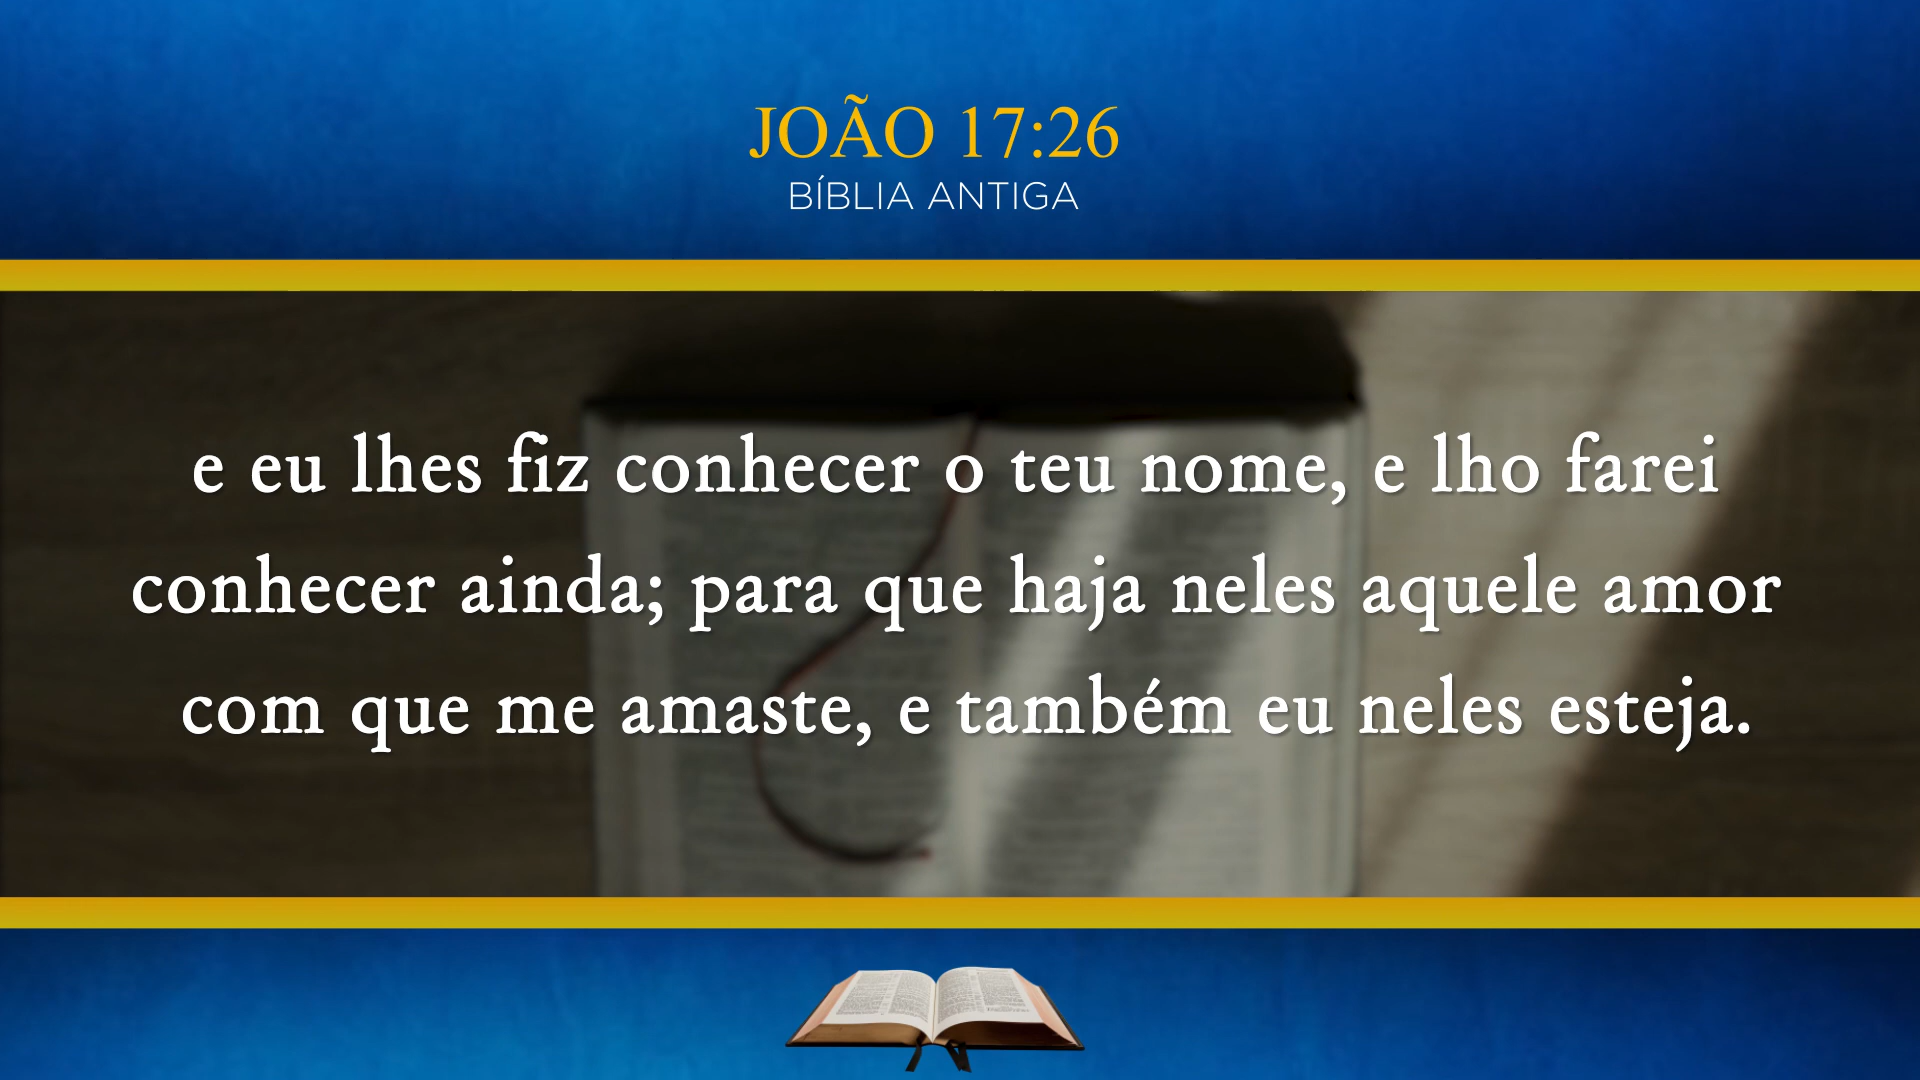 JOÃO 17:26
BÍBLIA ANTIGA
e eu lhes fiz conhecer o teu nome, e lho farei
conhecer ainda; para que haja neles aquele amor
com que me amaste, e também eu neles esteja.